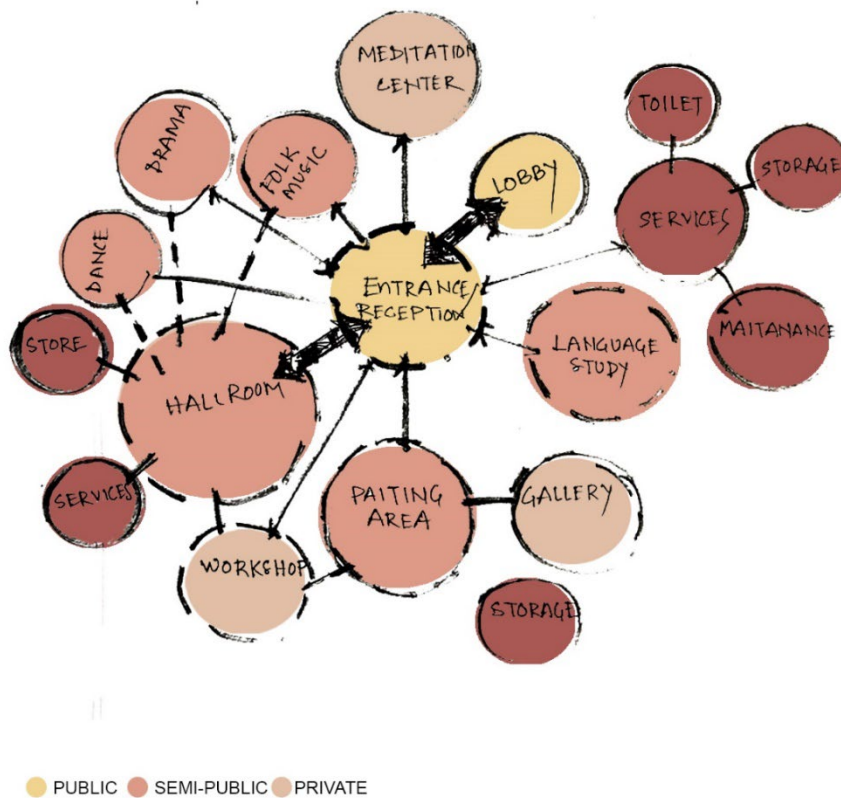 MEDITATION
CENTER
TOILET
DRAMA
FOLK
MUSIC
LOBBY
STORAGE
SERVICES
DANCE
ENTRANCE/
RECEPTION
STORE
LANGUAGE
STUDY
MAITANANCE
HALLROOM
SERVICES
PAITING
AREA
GALLERY
WORKSHOP
STORAGE
PUBLIC
SEMI-PUBLIC
PRIVATE